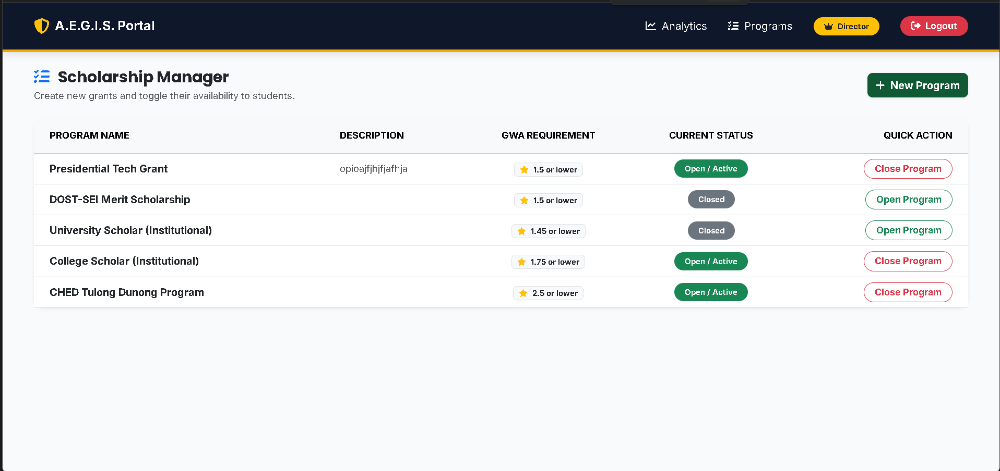 A.E.G.I.S. Portal
Analytics
Programs
Director
Logout
Scholarship Manager
Create new grants and toggle their availability to students.
+ New Program
PROGRAM NAME DESCRIPTION GWA REQUIREMENT CURRENT STATUS QUICK ACTION
Presidential Tech Grant opioajfjhjfjafhja 1.5 or lower Open / Active Close Program
DOST-SEI Merit Scholarship 1.5 or lower Closed Open Program
University Scholar (Institutional) 1.45 or lower Closed Open Program
College Scholar (Institutional) 1.75 or lower Open / Active Close Program
CHED Tulong Dunong Program 2.5 or lower Open / Active Close Program